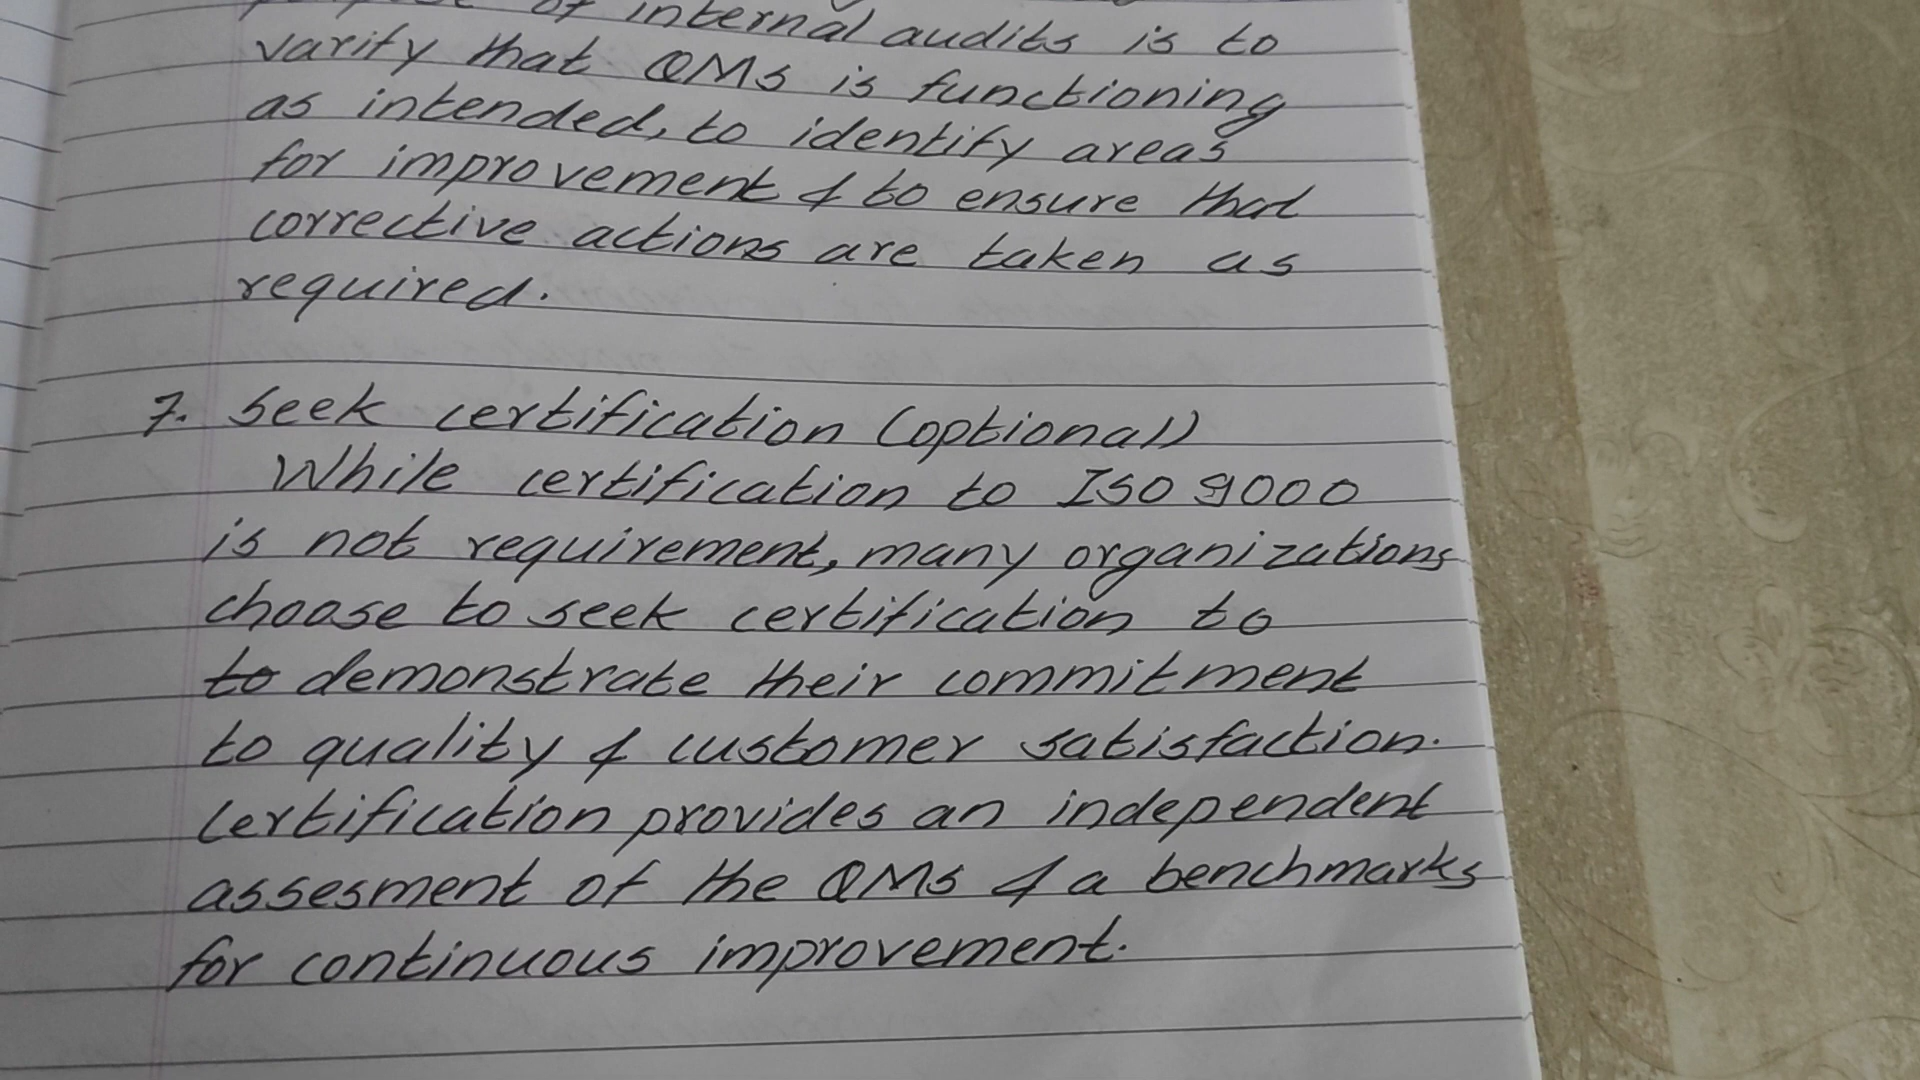 of internal audits is to
varify that QMS is functioning
as intended, to identify areas
for improvement & to ensure that
corrective actions are taken as
required.
7. Seek certification (optional)
While certification to ISO 9000
is not requirement, many organizations
choose to seek certification to
to demonstrate their commitment
to quality & customer satisfaction.
Certification provides an independent
assesment of the QMS & a benchmarks
for continuous improvement.